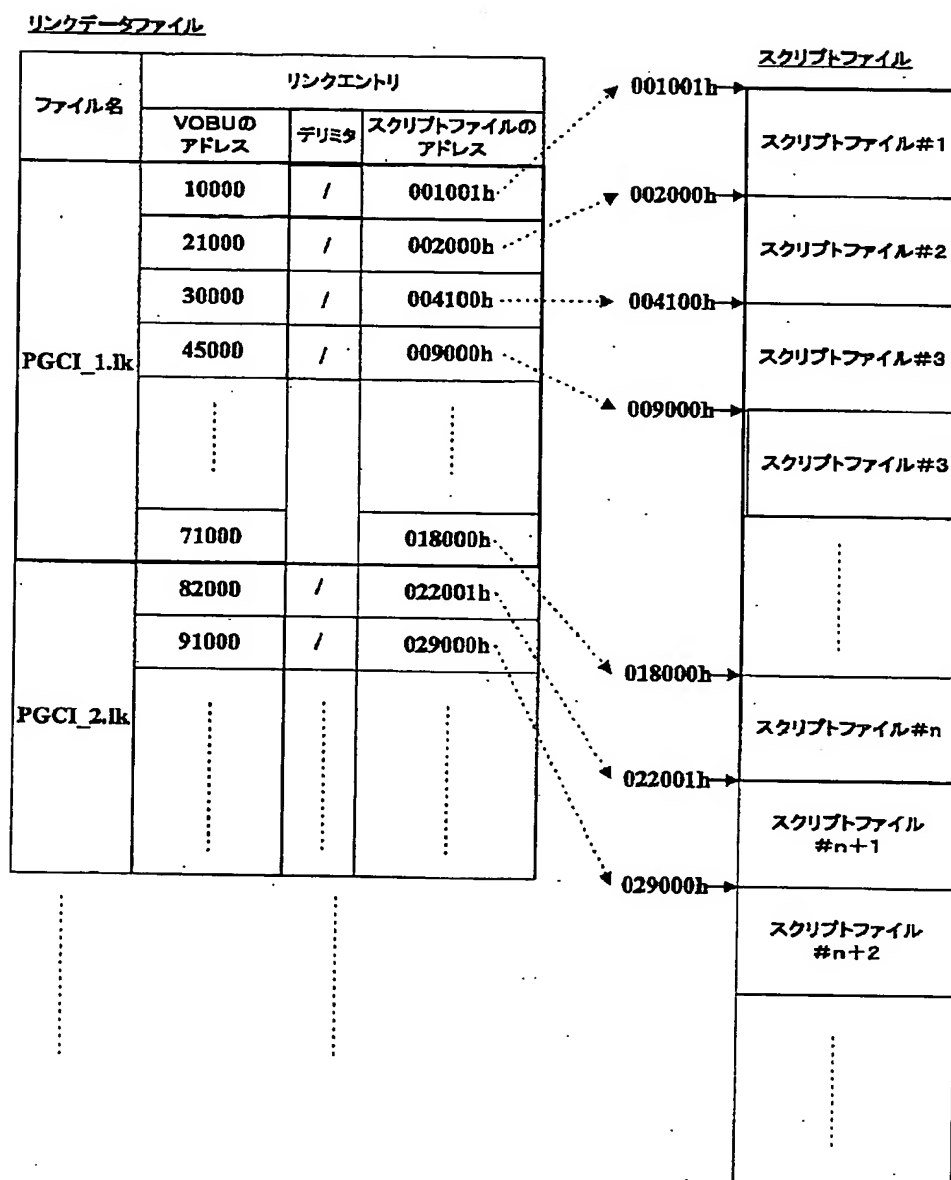 リンクデータファイル
ファイル名
リンクエントリ
VOBUの
アドレス
デリミタ
スクリプトファイルの
アドレス
PGCI_1.lk
10000 / 001001h
21000 / 002000h
30000 / 004100h
45000 / 009000h
71000 018000h
PGCI_2.lk
82000 / 022001h
91000 / 029000h
スクリプトファイル
001001h
スクリプトファイル#1
002000h
スクリプトファイル#2
004100h
スクリプトファイル#3
009000h
スクリプトファイル#3
018000h
スクリプトファイル#n
022001h
スクリプトファイル
#n+1
029000h
スクリプトファイル
#n+2